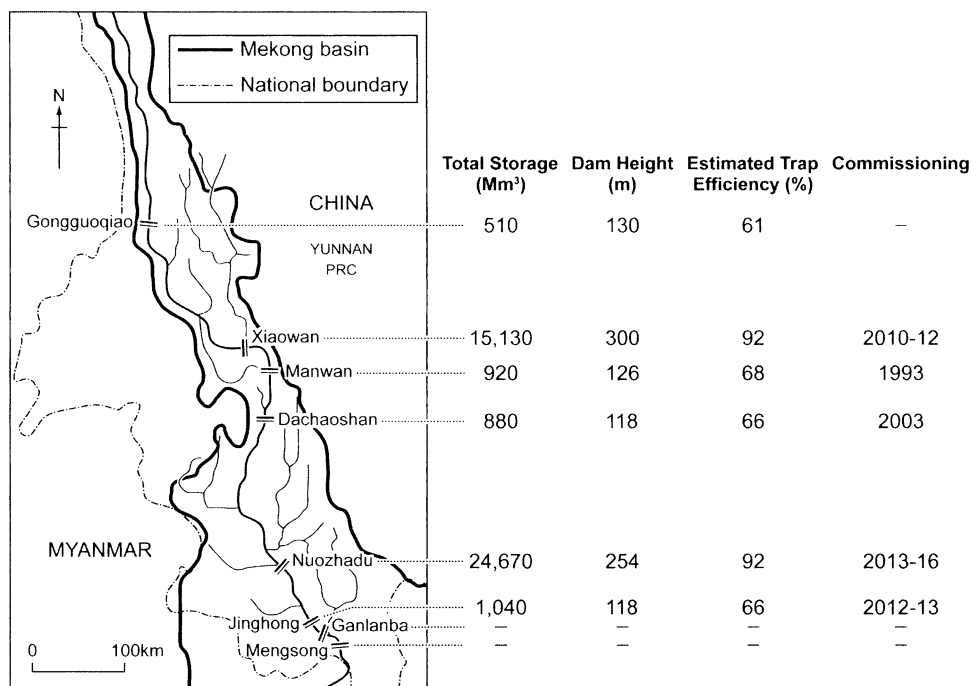 Mekong basin
National boundary
N
Total Storage Dam Height Estimated Trap Commissioning
(Mm³) (m) Efficiency (%)
CHINA
Gongguoqiao 510 130 61 –
YUNNAN
PRC
Xiaowan 15,130 300 92 2010-12
Manwan 920 126 68 1993
Dachaoshan 880 118 66 2003
MYANMAR
Nuozhadu 24,670 254 92 2013-16
Jinghong 1,040 118 66 2012-13
Ganlanba – – – –
Mengsong – – – –
0 100km